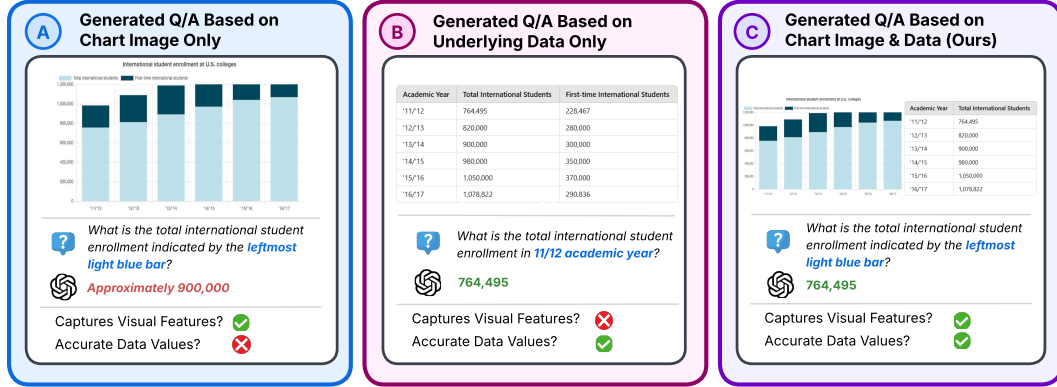 A
Generated Q/A Based on
Chart Image Only
International student enrollment at U.S. colleges
Total international students
First-time international students
1,200,000
1,000,000
800,000
600,000
400,000
200,000
'11/'12
'12/'13
'13/'14
'14/'15
'15/'16
'16/'17
?
What is the total international student
enrollment indicated by the leftmost
light blue bar?
Approximately 900,000
Captures Visual Features?
Accurate Data Values?
B
Generated Q/A Based on
Underlying Data Only
Academic Year Total International Students First-time International Students
'11/'12 764,495 228,467
'12/'13 820,000 280,000
'13/'14 900,000 300,000
'14/'15 980,000 350,000
'15/'16 1,050,000 370,000
'16/'17 1,078,822 290,836
?
What is the total international student
enrollment in 11/12 academic year?
764,495
Captures Visual Features?
Accurate Data Values?
C
Generated Q/A Based on
Chart Image & Data (Ours)
International student enrollment at U.S. colleges
Academic Year Total International Students
'11/'12 764,495
'12/'13 820,000
'13/'14 900,000
'14/'15 980,000
'15/'16 1,050,000
'16/'17 1,078,822
?
What is the total international student
enrollment indicated by the leftmost
light blue bar?
764,495
Captures Visual Features?
Accurate Data Values?